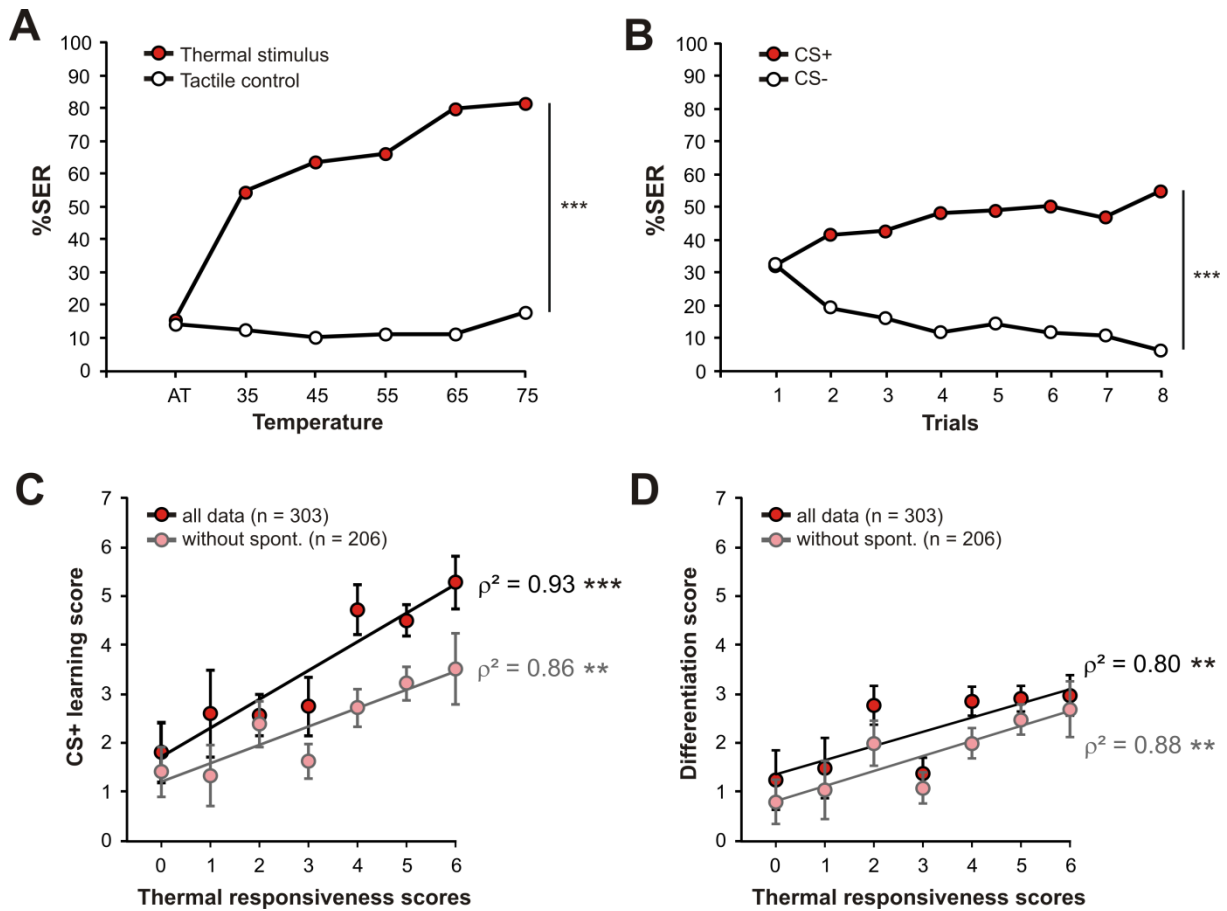 A
Thermal stimulus
Tactile control
%SER
100
90
80
70
60
50
40
30
20
10
0
***
AT 35 45 55 65 75
Temperature
B
CS+
CS-
%SER
100
90
80
70
60
50
40
30
20
10
0
***
1 2 3 4 5 6 7 8
Trials
C
all data (n = 303)
without spont. (n = 206)
CS+ learning score
7
6
5
4
3
2
1
0
ρ² = 0.93 ***
ρ² = 0.86 **
0 1 2 3 4 5 6
Thermal responsiveness scores
D
all data (n = 303)
without spont. (n = 206)
Differentiation score
7
6
5
4
3
2
1
0
ρ² = 0.80 **
ρ² = 0.88 **
0 1 2 3 4 5 6
Thermal responsiveness scores